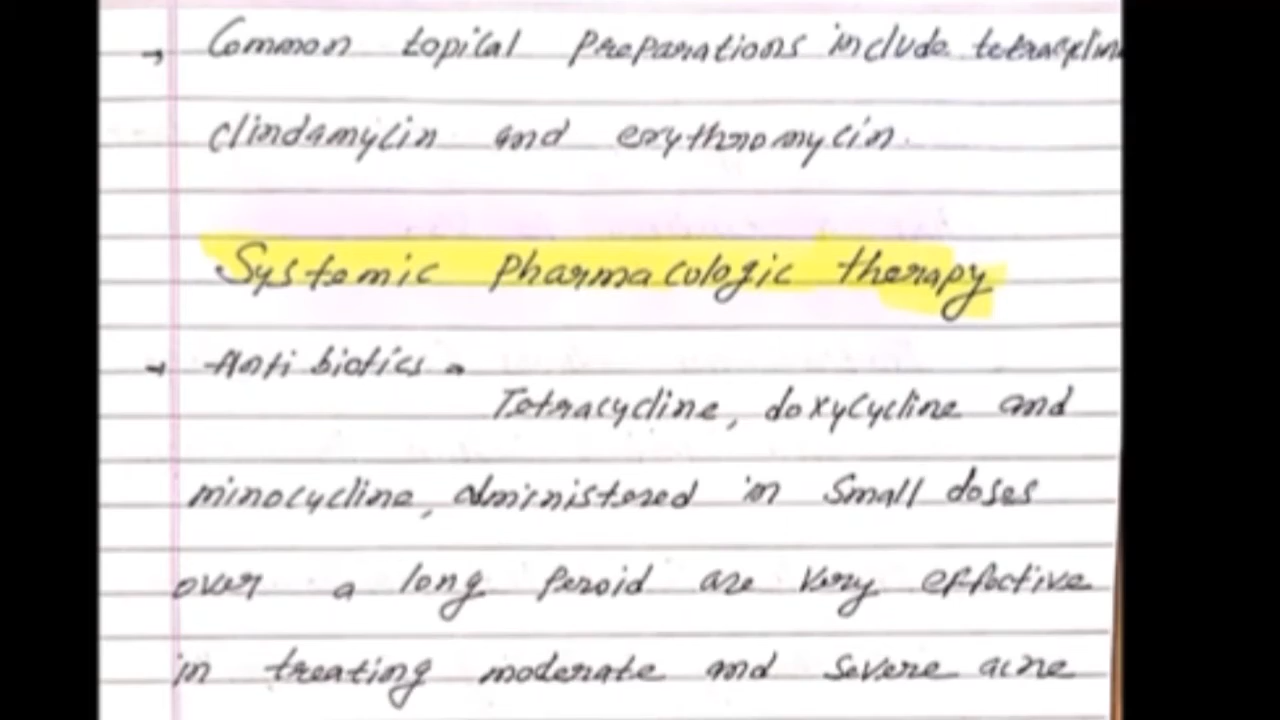 → Common topical preparations include tetracyclin
clindamycin and erythromycin.
Systemic pharmacologic therapy
→ Antibiotics -
Tetracycline, doxycycline and
minocycline, administered in small doses
over a long peroid are very effective
in treating moderate and severe acne